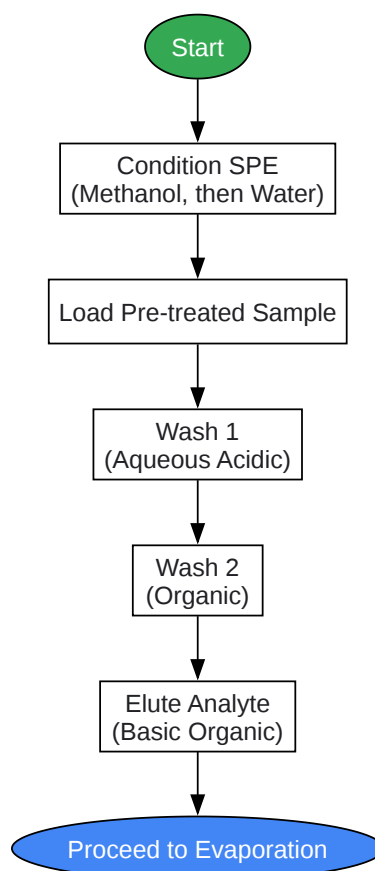 Start
Condition SPE
(Methanol, then Water)
Load Pre-treated Sample
Wash 1
(Aqueous Acidic)
Wash 2
(Organic)
Elute Analyte
(Basic Organic)
Proceed to Evaporation